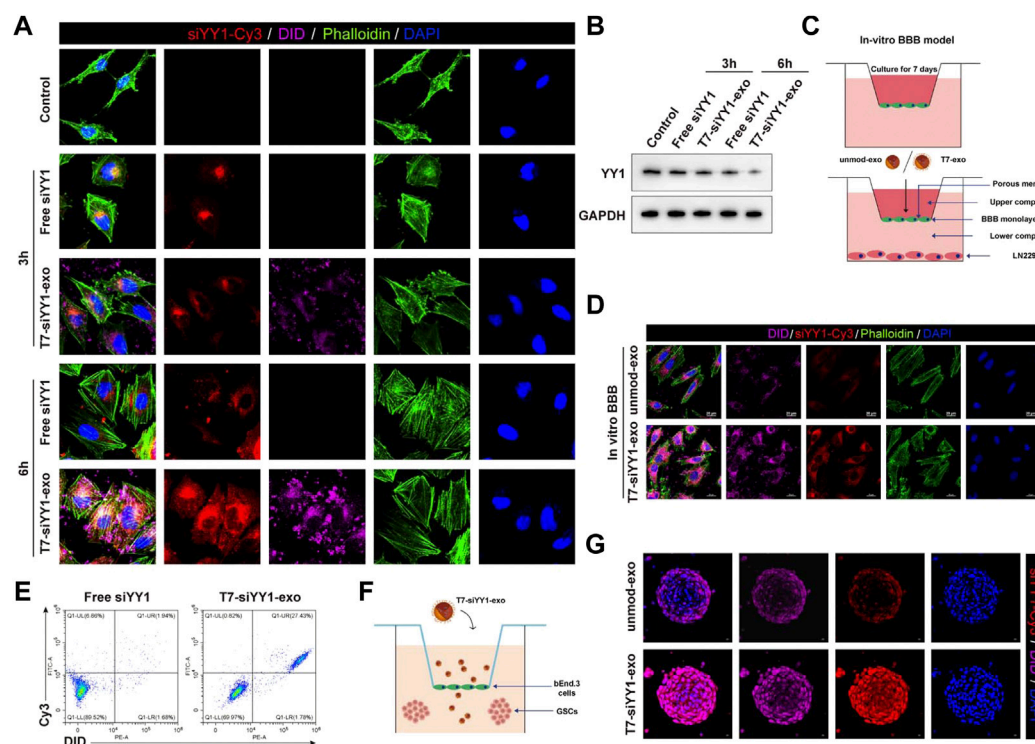 A
siYY1-Cy3 / DID / Phalloidin / DAPI
Control
3h
Free siYY1
T7-siYY1-exo
6h
Free siYY1
T7-siYY1-exo
B
3h
6h
Control
Free siYY1
T7-siYY1-exo
Free siYY1
T7-siYY1-exo
YY1
GAPDH
C
In-vitro BBB model
Culture for 7 days
unmod-exo
T7-exo
Porous mem
Upper comp
BBB monolaye
Lower comp
LN229
D
DID/siYY1-Cy3/Phalloidin/DAPI
In vitro BBB
unmod-exo
T7-siYY1-exo
E
Free siYY1
T7-siYY1-exo
Q1-UL(6.86%)
Q1-UR(1.94%)
Q1-LL(89.52%)
Q1-LR(1.68%)
Q1-UL(0.82%)
Q1-UR(27.43%)
Q1-LL(69.97%)
Q1-LR(1.78%)
FITC-A
FITC-A
PE-A
PE-A
Cy3
DID
F
T7-siYY1-exo
bEnd.3
cells
GSCs
G
unmod-exo
T7-siYY1-exo